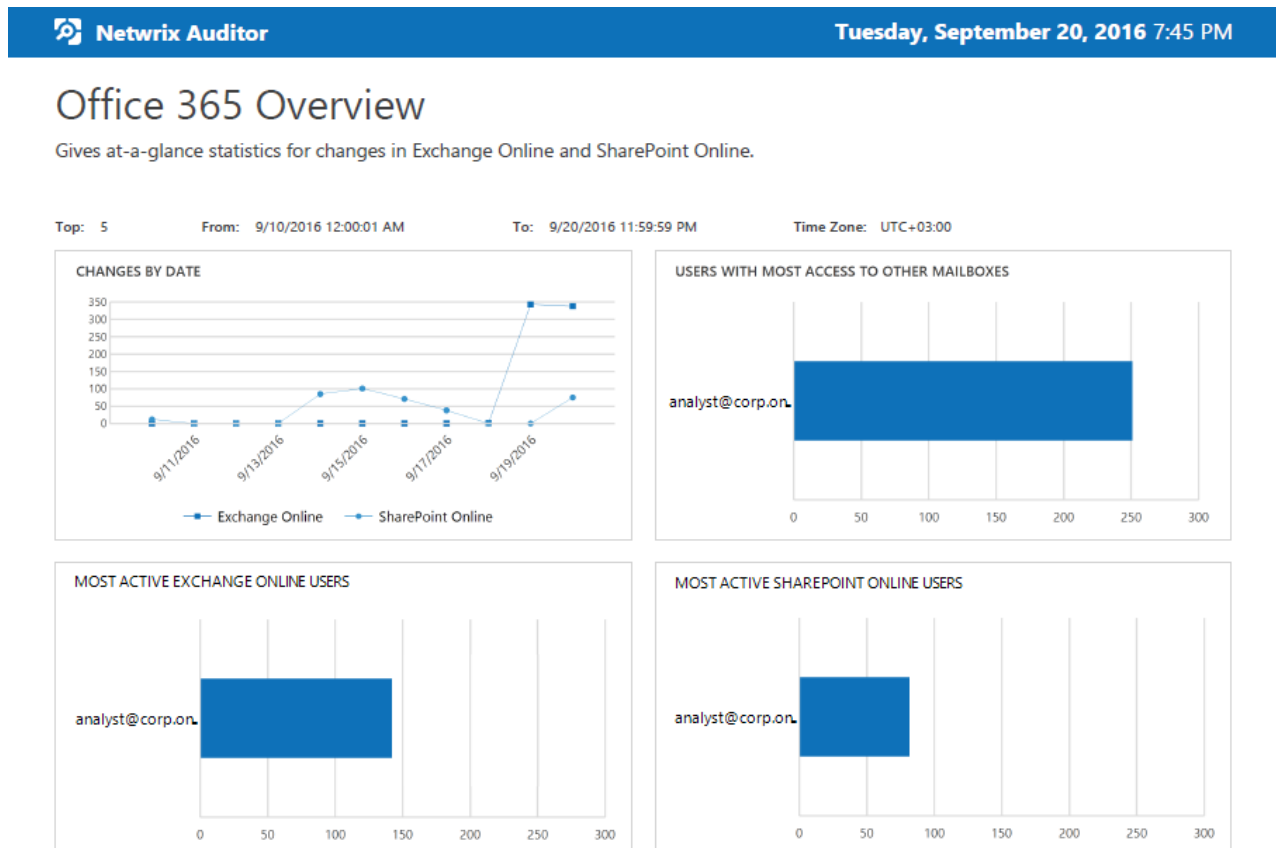 Netwrix Auditor
Tuesday, September 20, 2016 7:45 PM
Office 365 Overview
Gives at-a-glance statistics for changes in Exchange Online and SharePoint Online.
Top: 5 From: 9/10/2016 12:00:01 AM To: 9/20/2016 11:59:59 PM Time Zone: UTC+03:00
CHANGES BY DATE
350
300
250
200
150
100
50
0
9/11/2016 9/13/2016 9/15/2016 9/17/2016 9/19/2016
Exchange Online SharePoint Online
USERS WITH MOST ACCESS TO OTHER MAILBOXES
analyst@corp.on..
0 50 100 150 200 250 300
MOST ACTIVE EXCHANGE ONLINE USERS
analyst@corp.on..
0 50 100 150 200 250 300
MOST ACTIVE SHAREPOINT ONLINE USERS
analyst@corp.on..
0 50 100 150 200 250 300